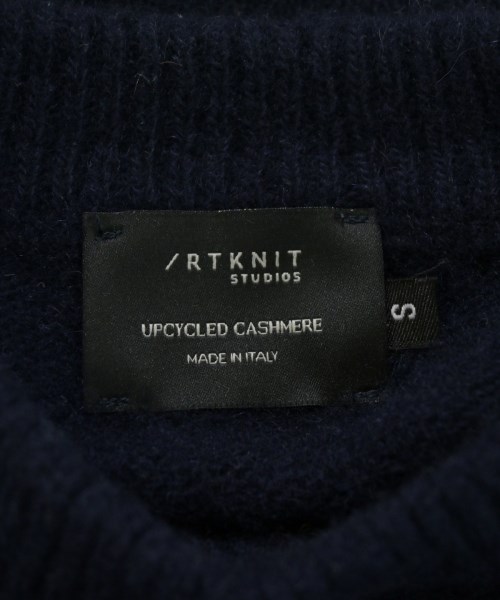 /RTKNIT
STUDIOS
UPCYCLED CASHMERE
MADE IN ITALY
S